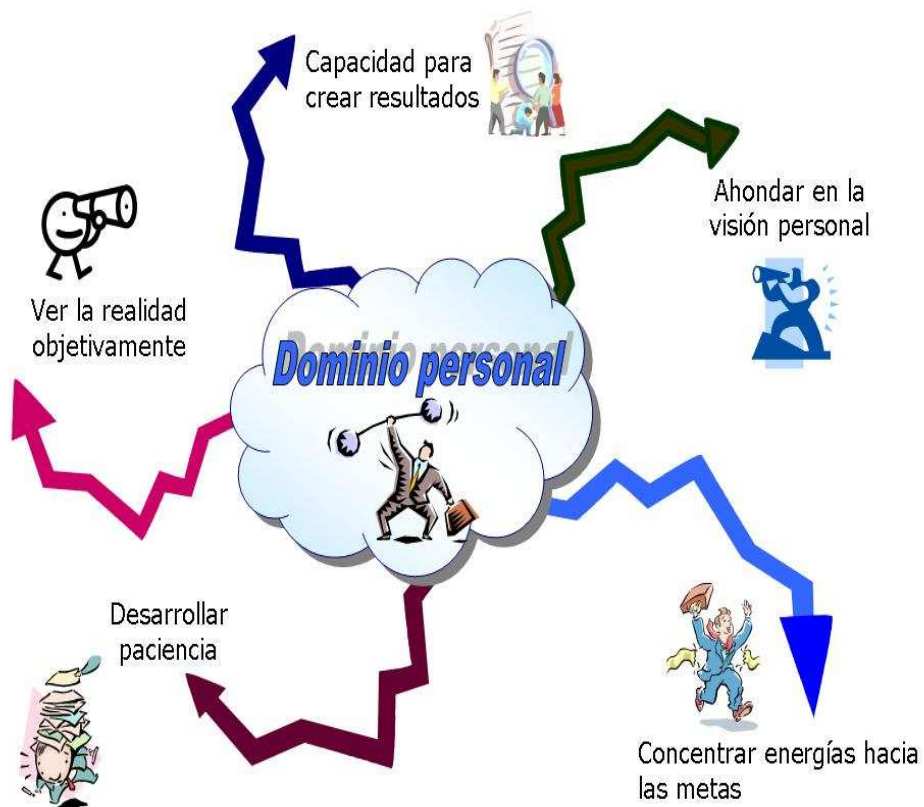 Capacidad para
crear resultados
Ahondar en la
visión personal
Ver la realidad
objetivamente
Dominio personal
Desarrollar
paciencia
Concentrar energías hacia
las metas